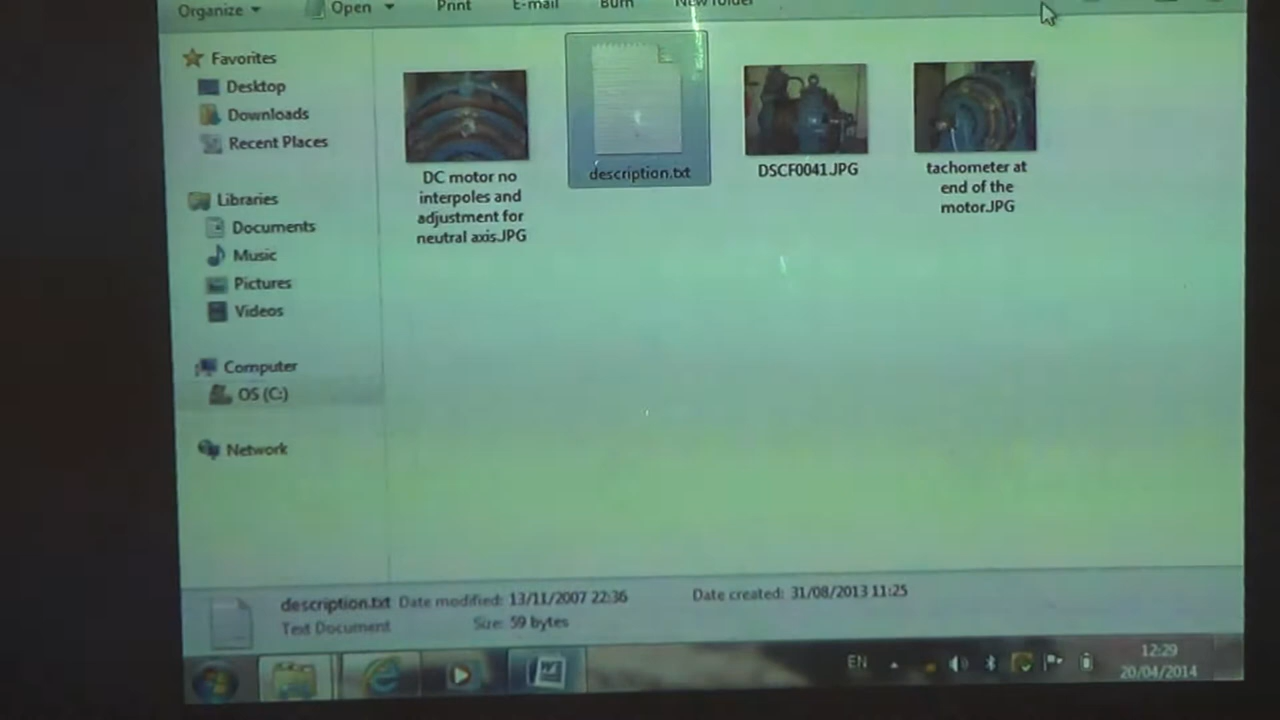 Organize
Open
Print
E-mail
Burn
New folder
Favorites
Desktop
Downloads
Recent Places
Libraries
Documents
Music
Pictures
Videos
Computer
OS (C:)
Network
DC motor no
interpoles and
adjustment for
neutral axis.JPG
description.txt
DSCF0041.JPG
tachometer at
end of the
motor.JPG
description.txt Date modified: 13/11/2007 22:36 Date created: 31/08/2013 11:25
Text Document Size: 59 bytes
EN
12:29
20/04/2014